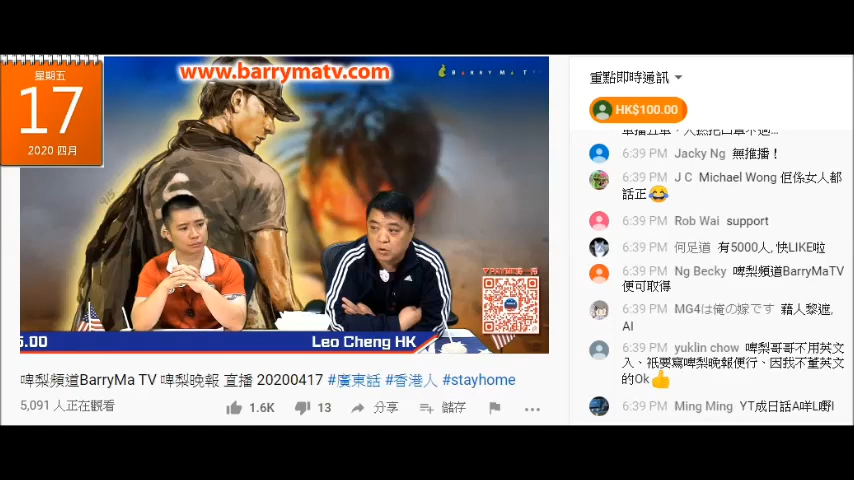 星期五
17
2020 四月
www.barrymatv.com
BARRYMATV
5.00
Leo Cheng HK
啤梨頻道BarryMa TV 啤梨晚報 直播 20200417 #廣東話 #香港人 #stayhome
5,091 人正在觀看
1.6K
13
分享
儲存
重點即時通訊
HK$100.00
6:39 PM Jacky Ng 無推播！
6:39 PM J C Michael Wong 佢係女人都
話正😂
6:39 PM Rob Wai support
6:39 PM 何足道 有5000人, 快LIKE啦
6:39 PM Ng Becky 啤梨頻道BarryMaTV
便可取得
6:39 PM MG4は俺の嫁です 藉人黎遮,
AI
6:39 PM yuklin chow 啤梨哥哥不用英文
入、祇要寫啤梨晚報便行、因我不董英文
的Ok👍
6:39 PM Ming Ming YT成日話A咩L嘢I